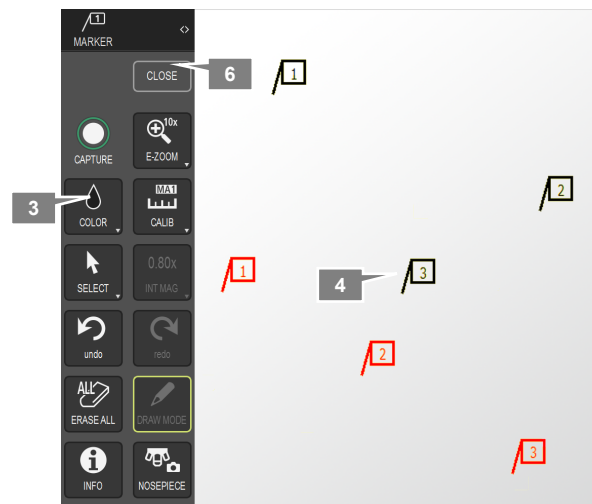 1
MARKER
CLOSE
6
CAPTURE
10x
E-ZOOM
3
COLOR
MA1
CALIB
SELECT
0.80x
INT MAG
undo
redo
ALL
ERASE ALL
DRAW MODE
i
INFO
NOSEPIECE
1
2
1
4
3
2
3